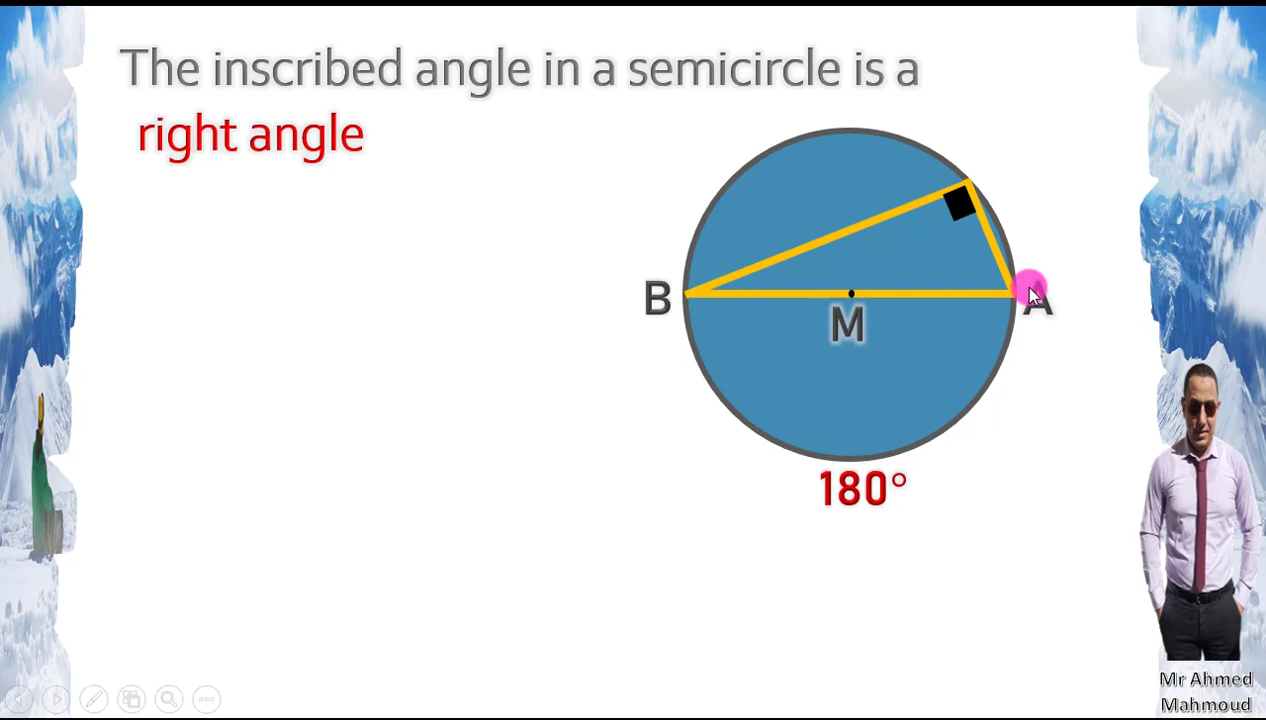 The inscribed angle in a semicircle is a
right angle
B
A
M
180°
Mr Ahmed
Mahmoud